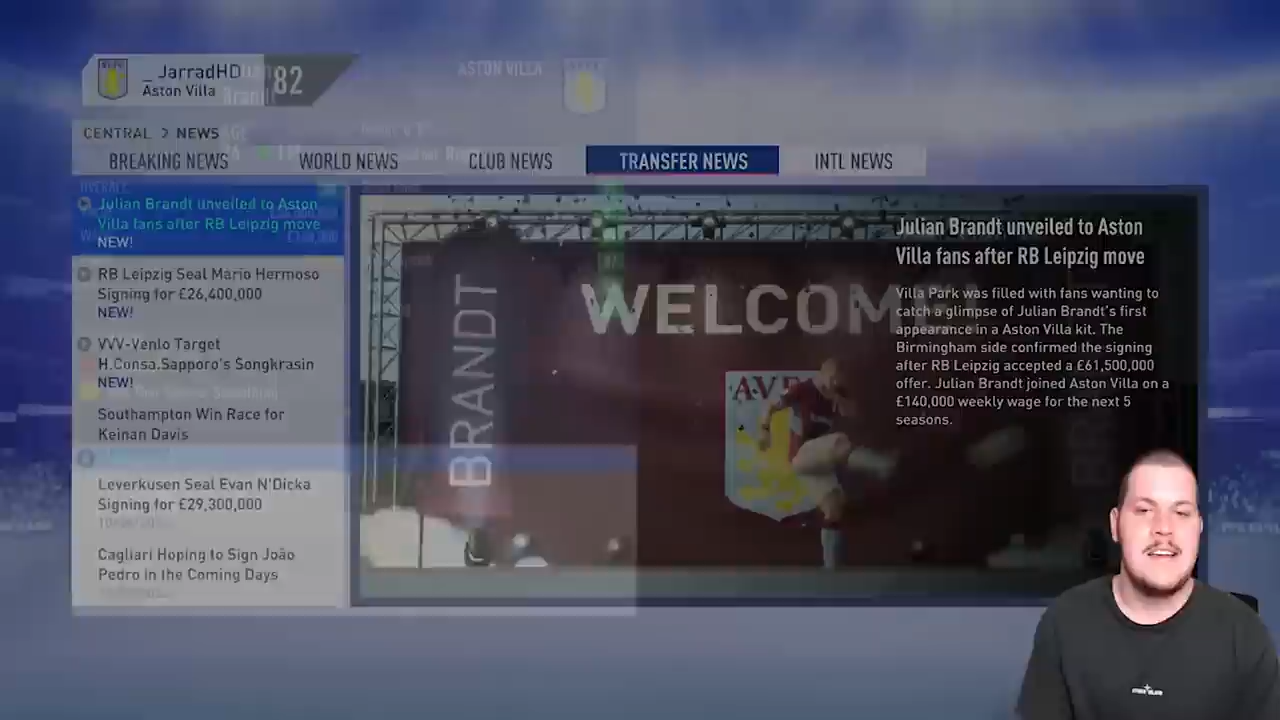 _JarradHD
Aston Villa
82
ASTON VILLA
CENTRAL > NEWS
BREAKING NEWS
WORLD NEWS
CLUB NEWS
TRANSFER NEWS
INTL NEWS
OVERALL
Julian Brandt unveiled to Aston
Villa fans after RB Leipzig move
NEW!
RB Leipzig Seal Mario Hermoso
Signing for £26,400,000
NEW!
VVV-Venlo Target
H.Consa.Sapporo's Songkrasin
NEW!
Southampton Win Race for
Keinan Davis
Leverkusen Seal Evan N'Dicka
Signing for £29,300,000
Cagliari Hoping to Sign João
Pedro in the Coming Days
BRANDT
WELCOME!
AVFC
Julian Brandt unveiled to Aston
Villa fans after RB Leipzig move
Villa Park was filled with fans wanting to
catch a glimpse of Julian Brandt's first
appearance in a Aston Villa kit. The
Birmingham side confirmed the signing
after RB Leipzig accepted a £61,500,000
offer. Julian Brandt joined Aston Villa on a
£140,000 weekly wage for the next 5
seasons.